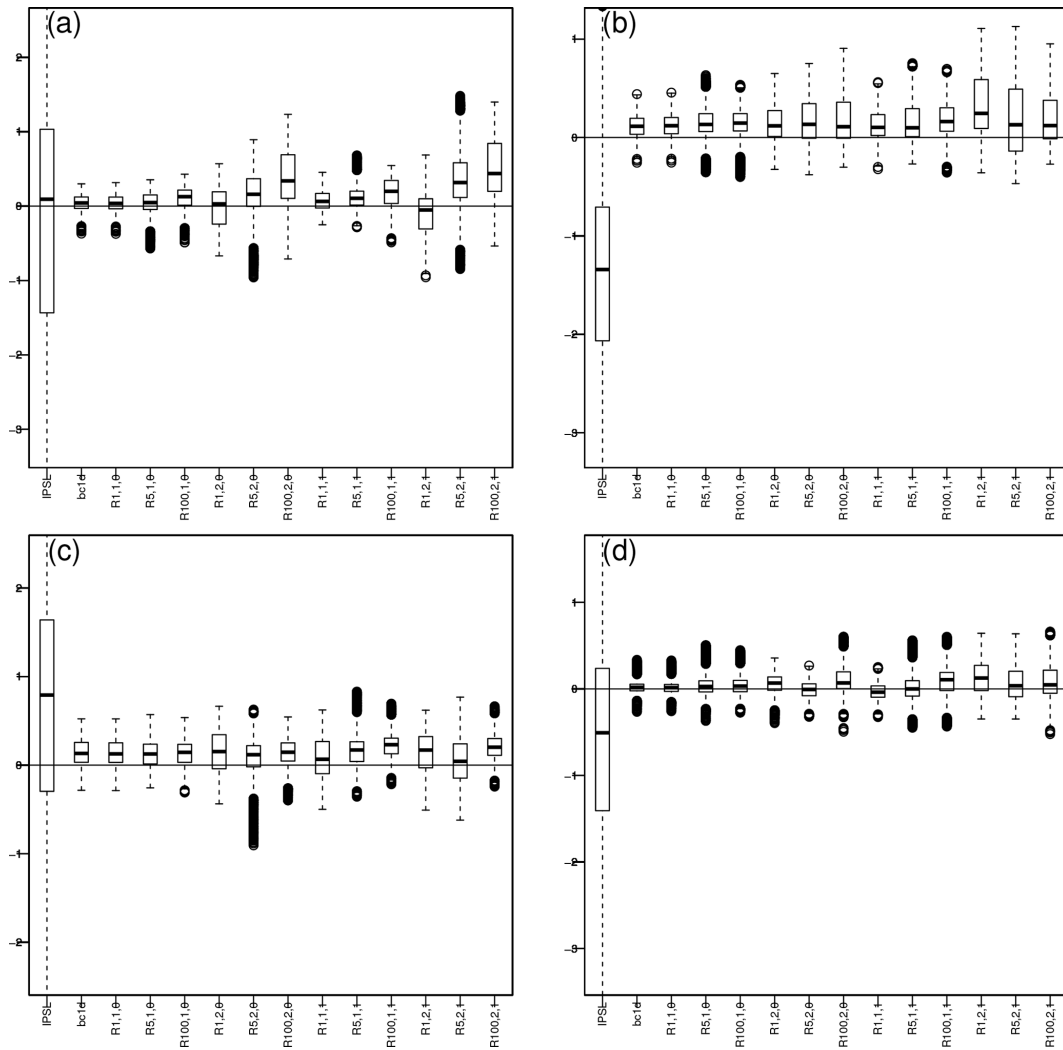 (a)
2
1
0
−1
−2
−3
IPSL
bc1d
R1,1,0
R5,1,0
R100,1,0
R1,2,0
R5,2,0
R100,2,0
R1,1,1
R5,1,1
R100,1,1
R1,2,1
R5,2,1
R100,2,1
(b)
1
0
−1
−2
−3
IPSL
bc1d
R1,1,0
R5,1,0
R100,1,0
R1,2,0
R5,2,0
R100,2,0
R1,1,1
R5,1,1
R100,1,1
R1,2,1
R5,2,1
R100,2,1
(c)
2
1
0
−1
−2
IPSL
bc1d
R1,1,0
R5,1,0
R100,1,0
R1,2,0
R5,2,0
R100,2,0
R1,1,1
R5,1,1
R100,1,1
R1,2,1
R5,2,1
R100,2,1
(d)
1
0
−1
−2
−3
IPSL
bc1d
R1,1,0
R5,1,0
R100,1,0
R1,2,0
R5,2,0
R100,2,0
R1,1,1
R5,1,1
R100,1,1
R1,2,1
R5,2,1
R100,2,1